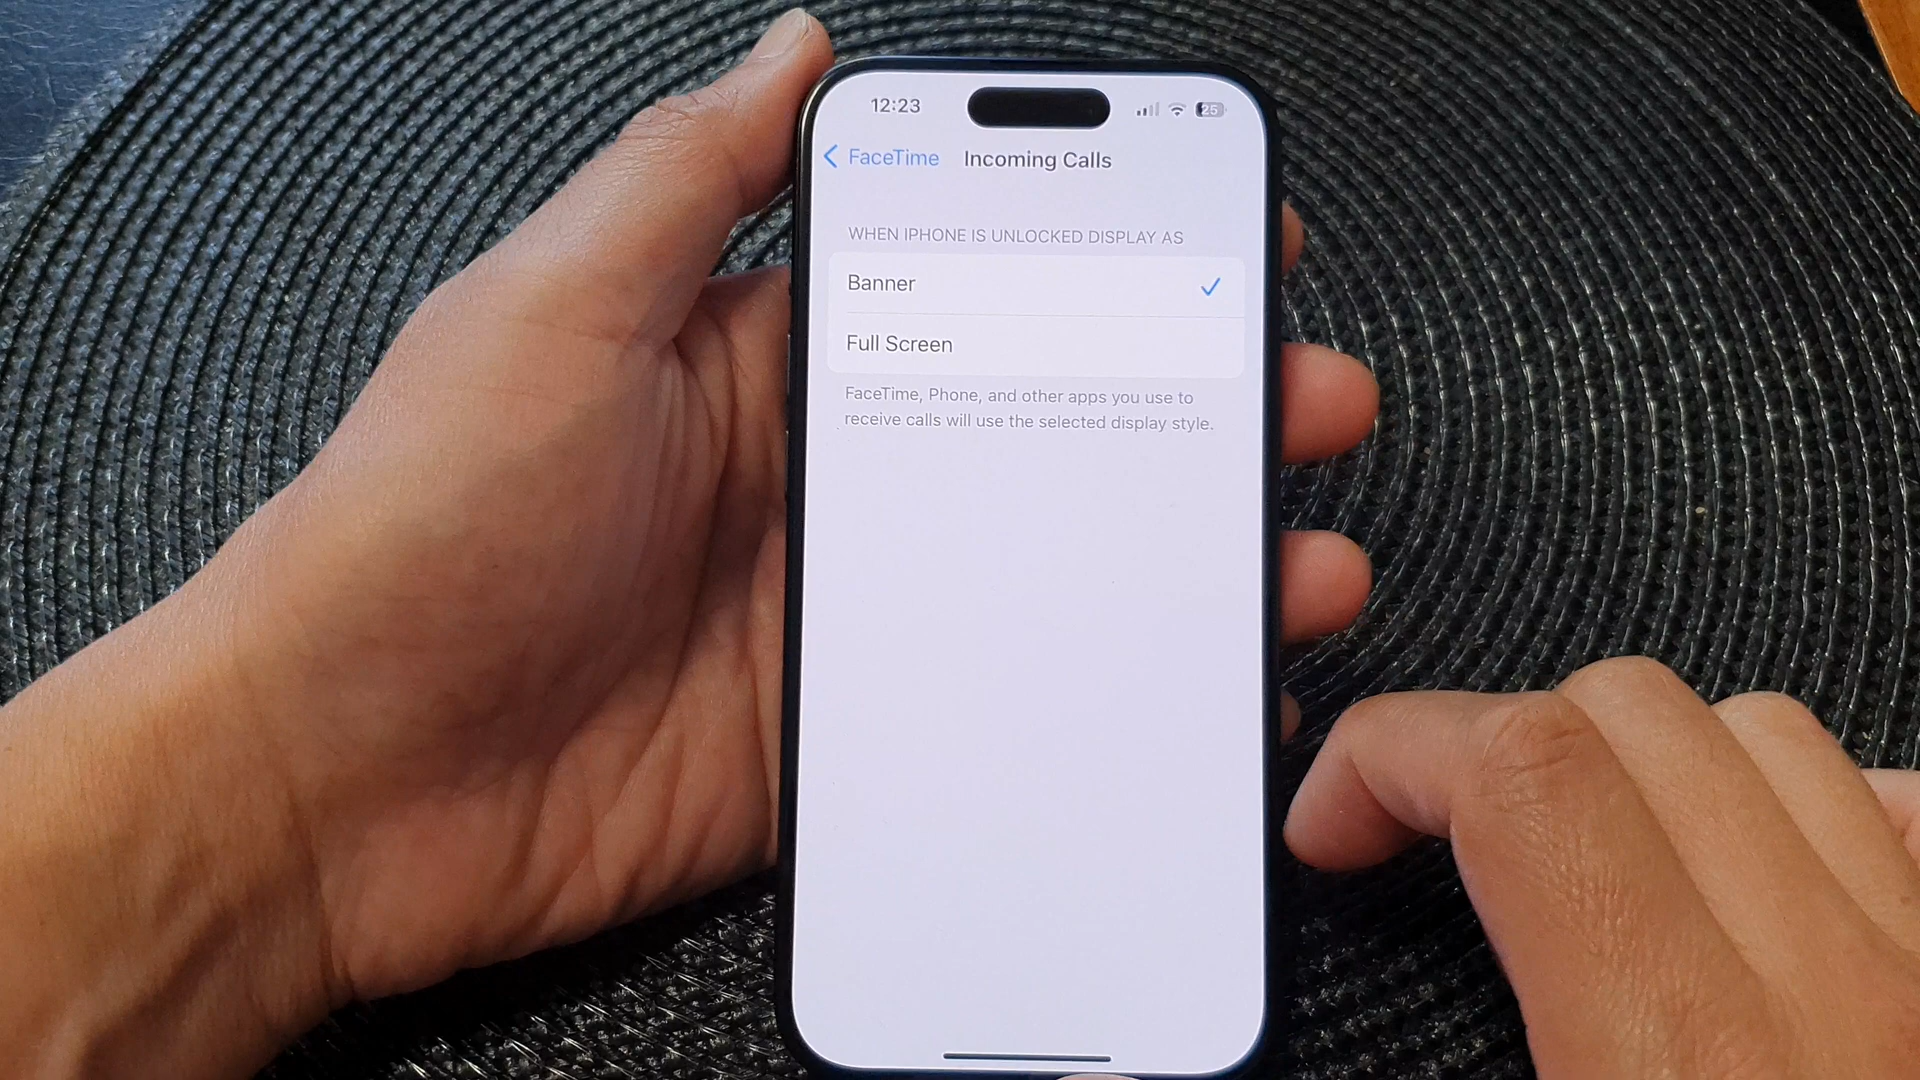 12:23
25
FaceTime
Incoming Calls
WHEN IPHONE IS UNLOCKED DISPLAY AS
Banner
Full Screen
FaceTime, Phone, and other apps you use to
receive calls will use the selected display style.